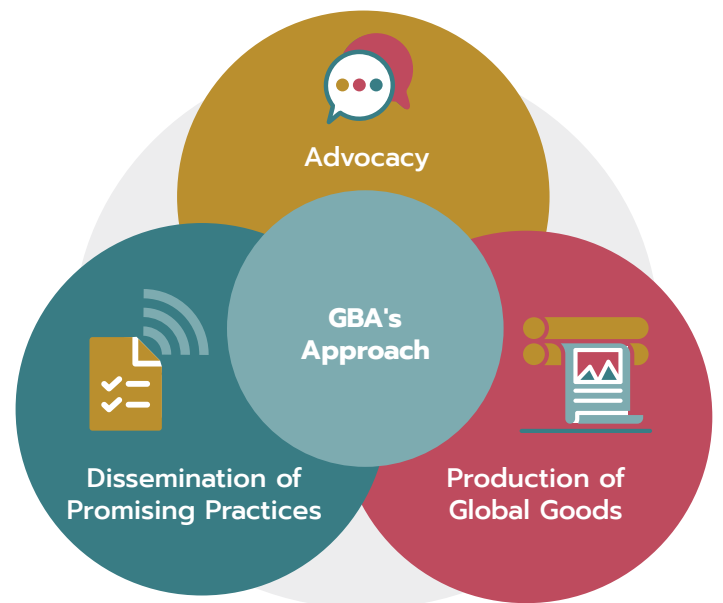 Advocacy
GBA's
Approach
Dissemination of
Promising Practices
Production of
Global Goods